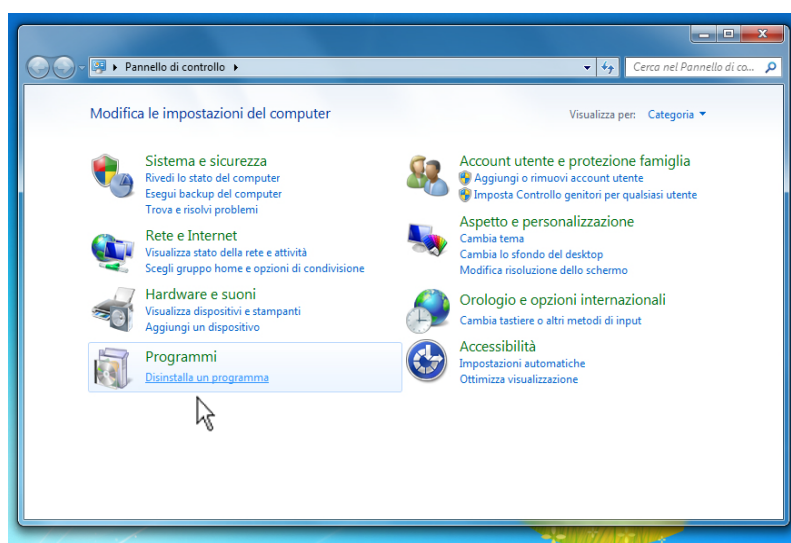 Pannello di controllo
Cerca nel Pannello di co...
Modifica le impostazioni del computer
Visualizza per: Categoria
Sistema e sicurezza
Rivedi lo stato del computer
Esegui backup del computer
Trova e risolvi problemi
Rete e Internet
Visualizza stato della rete e attività
Scegli gruppo home e opzioni di condivisione
Hardware e suoni
Visualizza dispositivi e stampanti
Aggiungi un dispositivo
Programmi
Disinstalla un programma
Account utente e protezione famiglia
Aggiungi o rimuovi account utente
Imposta Controllo genitori per qualsiasi utente
Aspetto e personalizzazione
Cambia tema
Cambia lo sfondo del desktop
Modifica risoluzione dello schermo
Orologio e opzioni internazionali
Cambia tastiere o altri metodi di input
Accessibilità
Impostazioni automatiche
Ottimizza visualizzazione